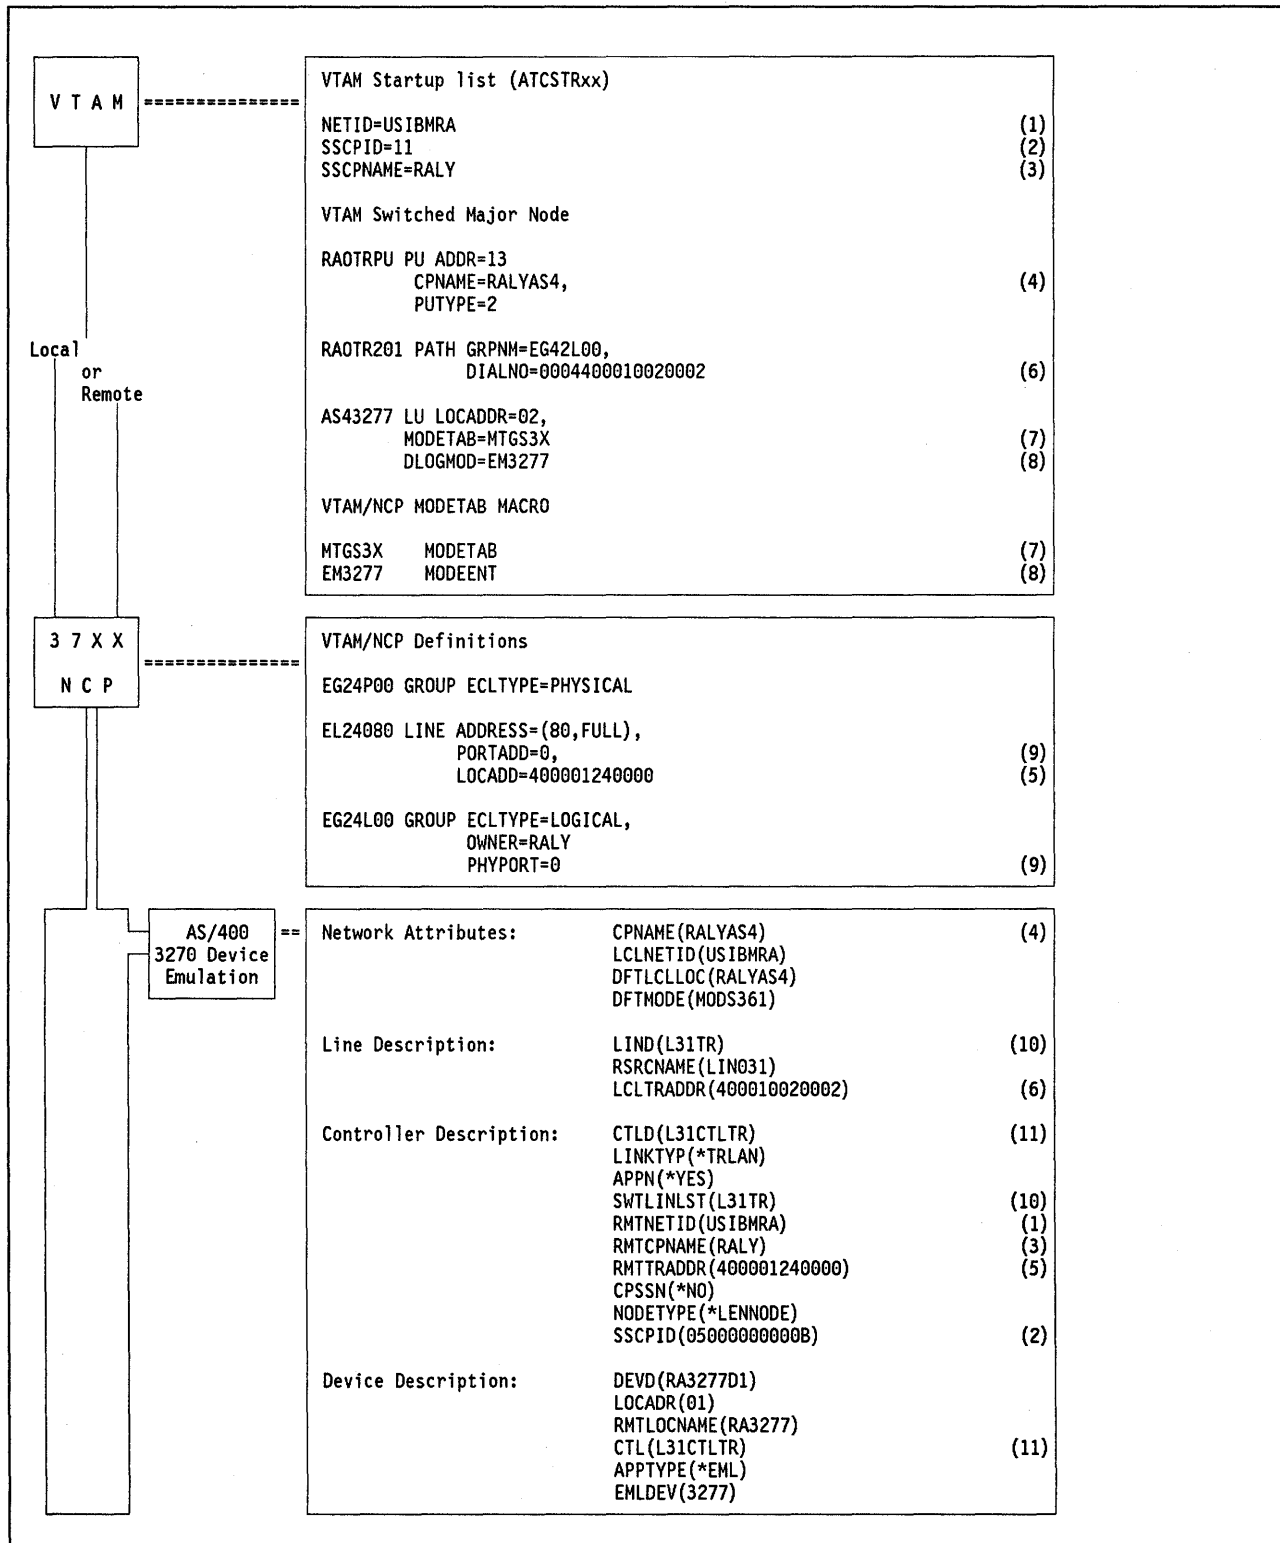 V T A M ===============
VTAM Startup list (ATCSTRxx)
NETID=USIBMRA (1)
SSCPID=11 (2)
SSCPNAME=RALY (3)
VTAM Switched Major Node
RAOTRPU PU ADDR=13
CPNAME=RALYAS4, (4)
PUTYPE=2
RAOTR201 PATH GRPNM=EG42L00,
DIALNO=0004400010020002 (6)
AS43277 LU LOCADDR=02,
MODETAB=MTGS3X (7)
DLOGMOD=EM3277 (8)
VTAM/NCP MODETAB MACRO
MTGS3X MODETAB (7)
EM3277 MODEENT (8)
Local
or
Remote
3 7 X X
N C P
===============
VTAM/NCP Definitions
EG24P00 GROUP ECLTYPE=PHYSICAL
EL24080 LINE ADDRESS=(80,FULL),
PORTADD=0, (9)
LOCADD=400001240000 (5)
EG24L00 GROUP ECLTYPE=LOGICAL,
OWNER=RALY
PHYPORT=0 (9)
AS/400
3270 Device
Emulation
==
Network Attributes: CPNAME(RALYAS4) (4)
LCLNETID(USIBMRA)
DFTLCLLOC(RALYAS4)
DFTMODE(MODS361)
Line Description: LIND(L31TR) (10)
RSRCNAME(LIN031)
LCLTRADDR(400010020002) (6)
Controller Description: CTLD(L31CTLTR) (11)
LINKTYP(*TRLAN)
APPN(*YES)
SWTLINLST(L31TR) (10)
RMTNETID(USIBMRA) (1)
RMTCPNAME(RALY) (3)
RMTTRADDR(400001240000) (5)
CPSSN(*NO)
NODETYPE(*LENNODE)
SSCPID(05000000000B) (2)
Device Description: DEVD(RA3277D1)
LOCADR(01)
RMTLOCNAME(RA3277)
CTL(L31CTLTR) (11)
APPTYPE(*EML)
EMLDEV(3277)